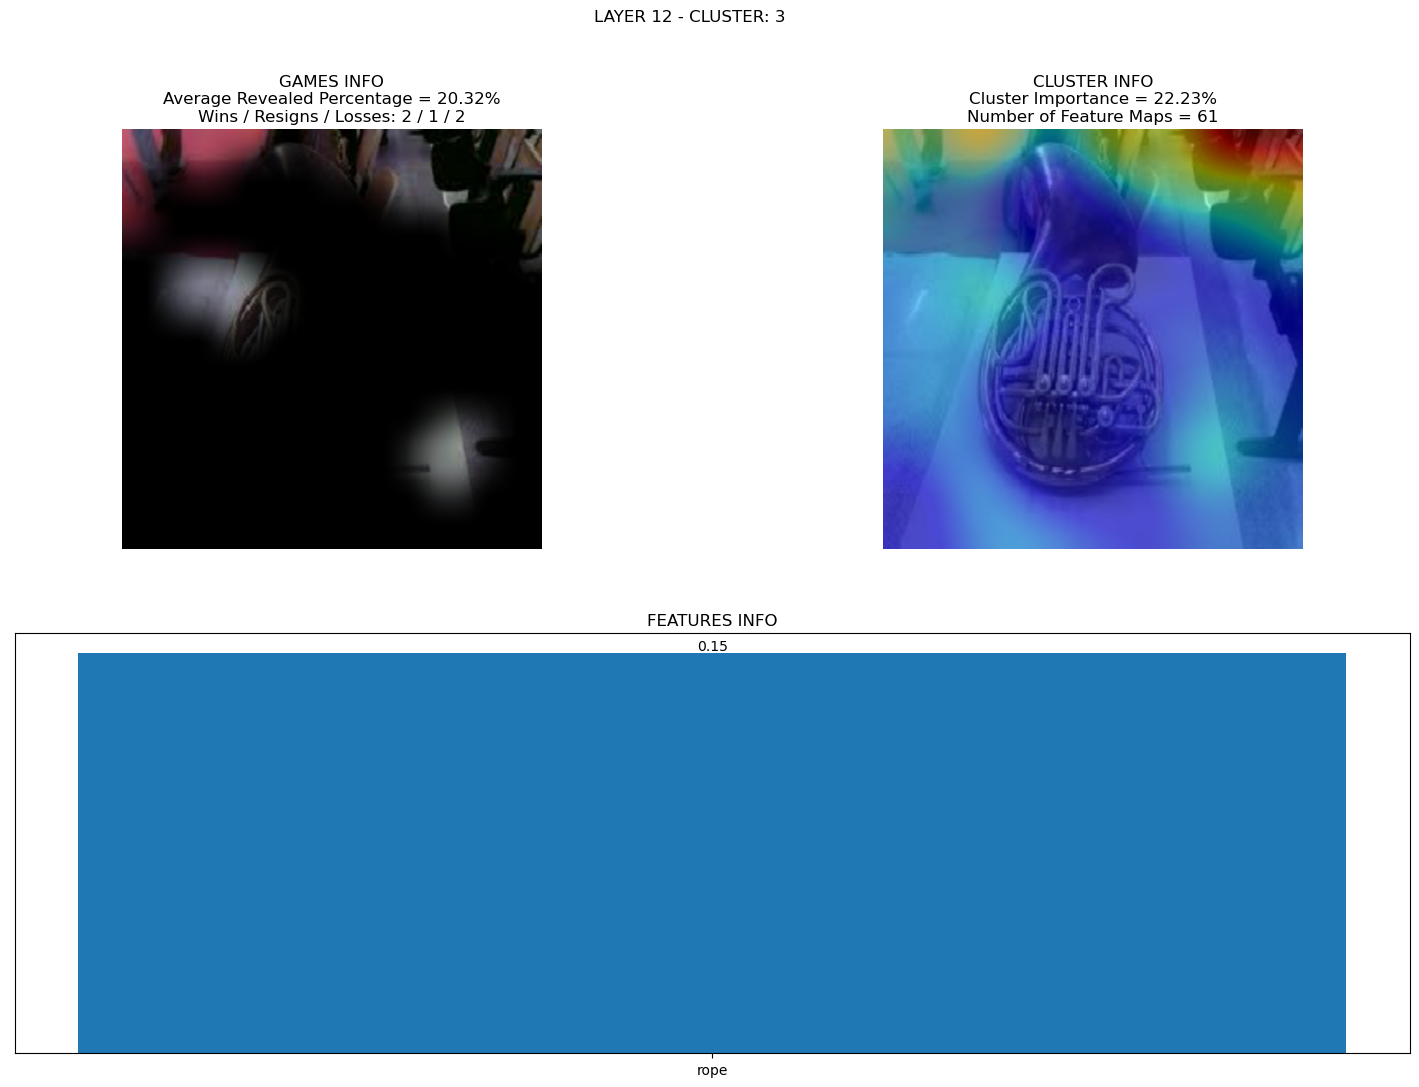 LAYER 12 - CLUSTER: 3
GAMES INFO
Average Revealed Percentage = 20.32%
Wins / Resigns / Losses: 2 / 1 / 2
CLUSTER INFO
Cluster Importance = 22.23%
Number of Feature Maps = 61
FEATURES INFO
0.15
rope